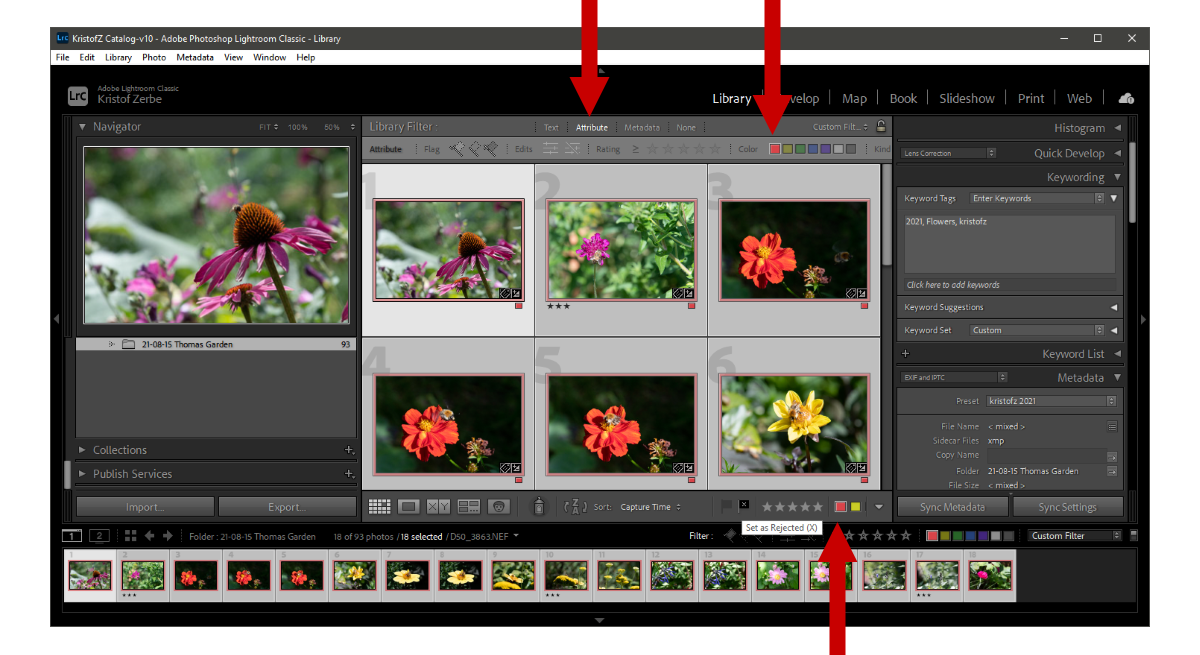 Lrc KristofZ Catalog-v10 - Adobe Photoshop Lightroom Classic - Library
File Edit Library Photo Metadata View Window Help
Lrc Adobe Lightroom Classic
Kristof Zerbe
Library Map Book Slideshow Print Web
Navigator FIT 100% 50%
Library Filter : Text Attribute Metadata None Custom Filt...
Histogram
Attribute Flag Edits Rating ≥ Color Kind
Lens Correction Quick Develop
Keywording
Keyword Tags Enter Keywords
2021, Flowers, kristofz
Click here to add keywords
Keyword Suggestions
Keyword Set Custom
Keyword List
EXIF and IPTC Metadata
Preset kristofz 2021
File Name < mixed >
Sidecar Files xmp
Copy Name
Folder 21-08-15 Thomas Garden
File Size < mixed >
1 2 3
4 5 6
21-08-15 Thomas Garden 93
Collections
Publish Services
Import... Export...
XY Sort: Capture Time
Sync Metadata Sync Settings
Set as Rejected (X)
1 2 Folder : 21-08-15 Thomas Garden 18 of 93 photos / 18 selected / D50_3863.NEF Filter : Custom Filter
1 2 3 4 5 6 7 8 9 10 11 12 13 14 15 16 17 18